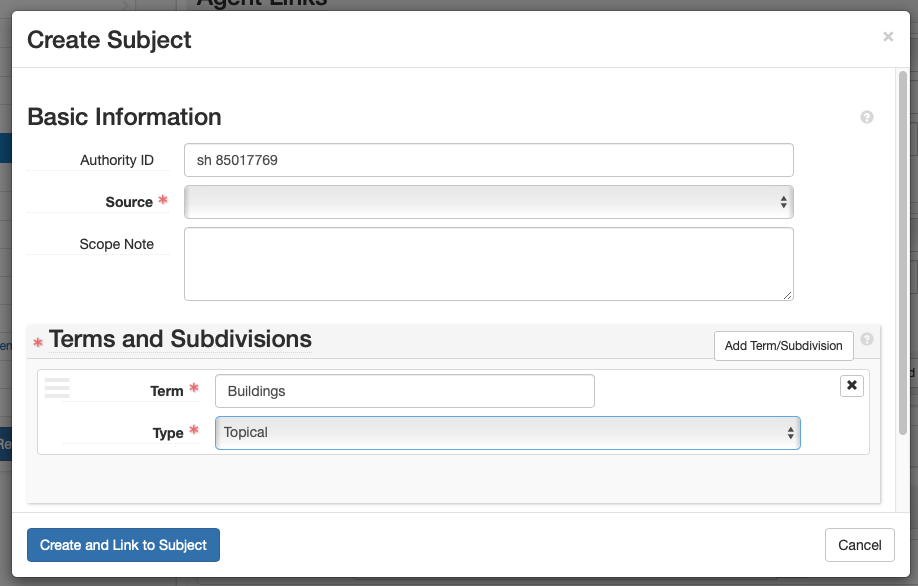 Agent Links
Create Subject
×
Basic Information
Authority ID
sh 85017769
Source *
Scope Note
* Terms and Subdivisions
Add Term/Subdivision
Term *
Buildings
Type *
Topical
Create and Link to Subject
Cancel